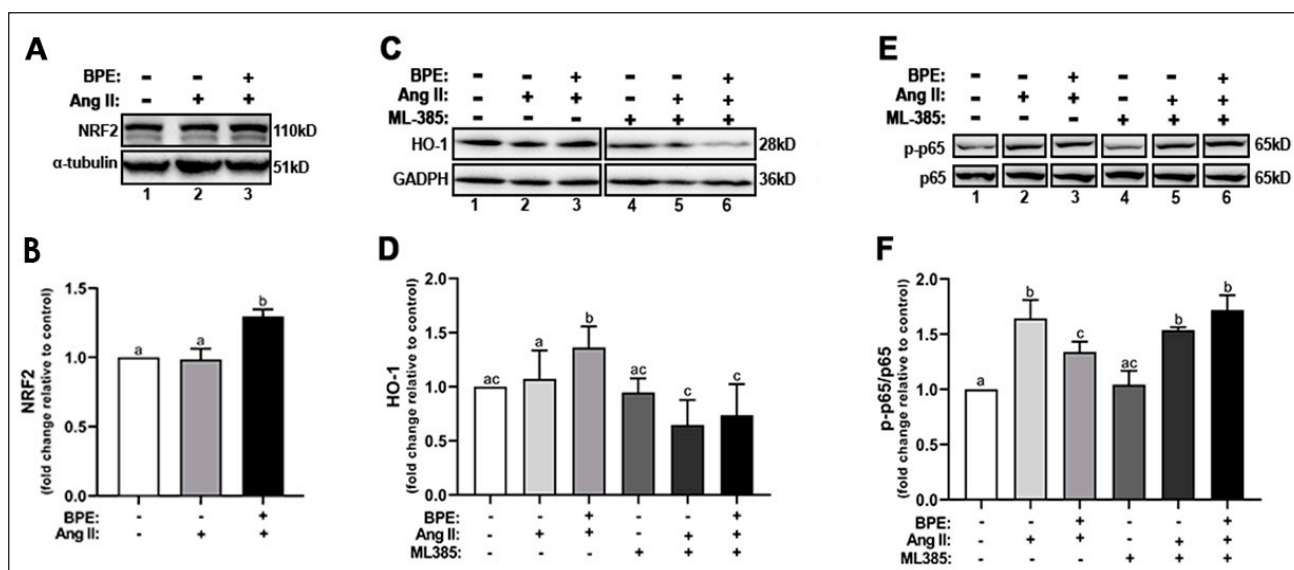 A
BPE: - - +
Ang II: - + +
NRF2 110kD
α-tubulin 51kD
1 2 3
C
BPE: - - + - - +
Ang II: - + + - + +
ML-385: - - - + + +
HO-1 28kD
GADPH 36kD
1 2 3 4 5 6
E
BPE: - - + - - +
Ang II: - + + - + +
ML-385: - - - + + +
p-p65 65kD
p65 65kD
1 2 3 4 5 6
B
NRF2
(fold change relative to control)
1.5
1.0
0.5
0.0
a a b
BPE: - - +
Ang II: - + +
D
HO-1
(fold change relative to control)
2.0
1.5
1.0
0.5
0.0
ac a b ac c c
BPE: - - + - - +
Ang II: - + + - + +
ML385: - - - + + +
F
p-p65/p65
(fold change relative to control)
2.0
1.5
1.0
0.5
0.0
a b c ac b b
BPE: - - + - - +
Ang II: - + + - + +
ML385: - - - + + +